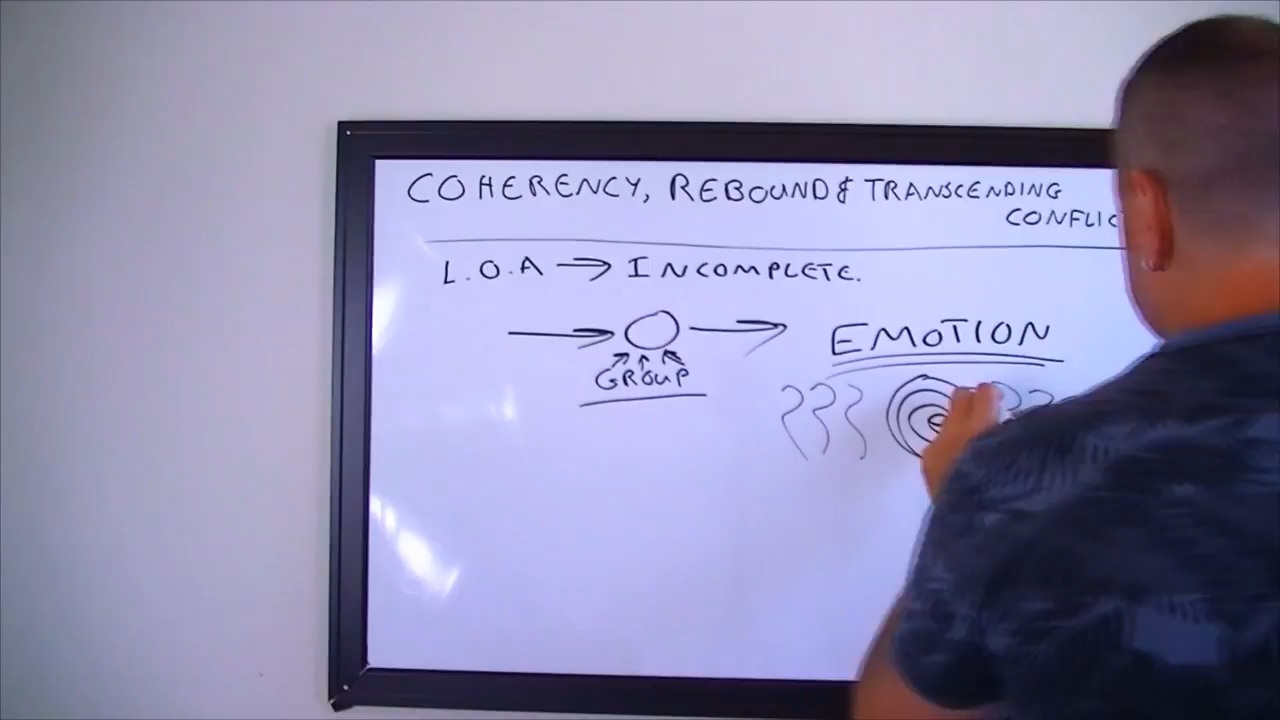 COHERENCY, REBOUND & TRANSCENDING
CONFLIC
L.O.A → INCOMPLETE.
EMOTION
GROUP